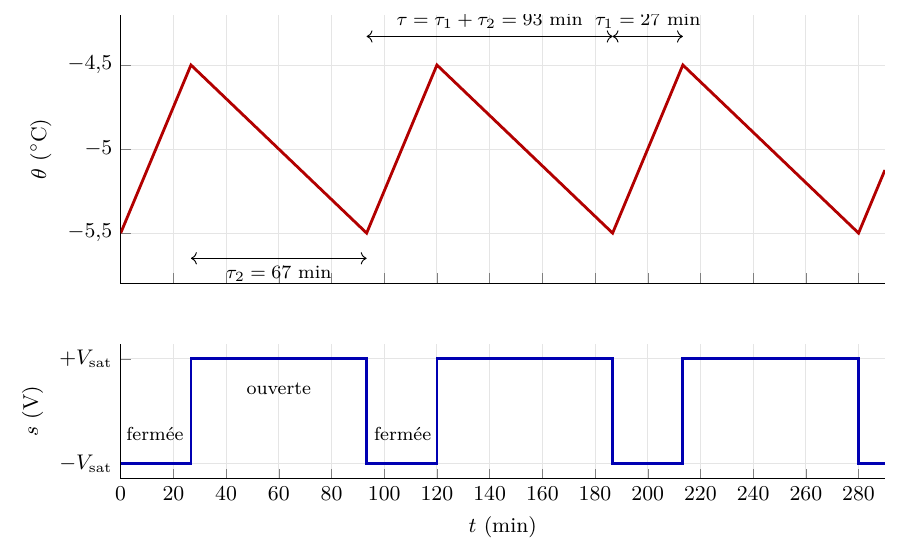 τ = τ₁ + τ₂ = 93 min τ₁ = 27 min
−4,5
−5
−5,5
θ (°C)
τ₂ = 67 min
+Vsat
−Vsat
s (V)
ouverte
fermée fermée
0 20 40 60 80 100 120 140 160 180 200 220 240 260 280
t (min)